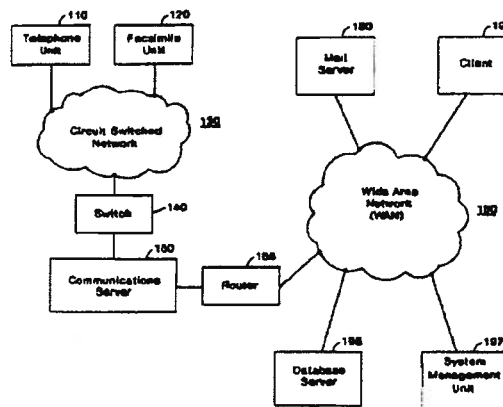 110
Telephone
Unit
120
Facsimile
Unit
Circuit Switched
Network
130
Switch
140
150
Communications
Server
Router
Mail
Server
Client
Wide Area
Network
(WAN)
Database
Server
197
System
Management
Unit